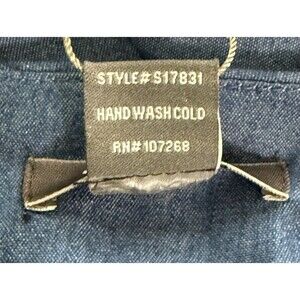 STYLE# S17831
HAND WASH COLD
RN# 107268